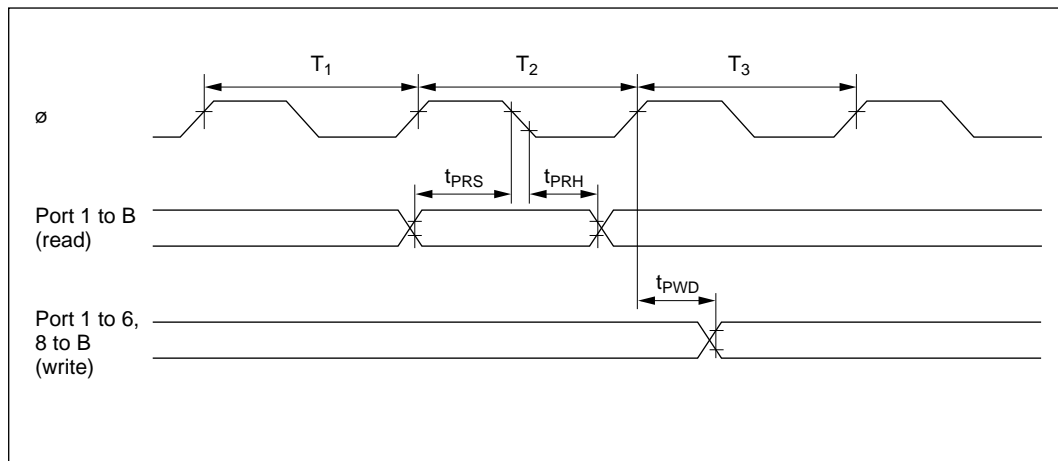 T1 T2 T3
ø
tPRS tPRH
Port 1 to B
(read)
tPWD
Port 1 to 6,
8 to B
(write)